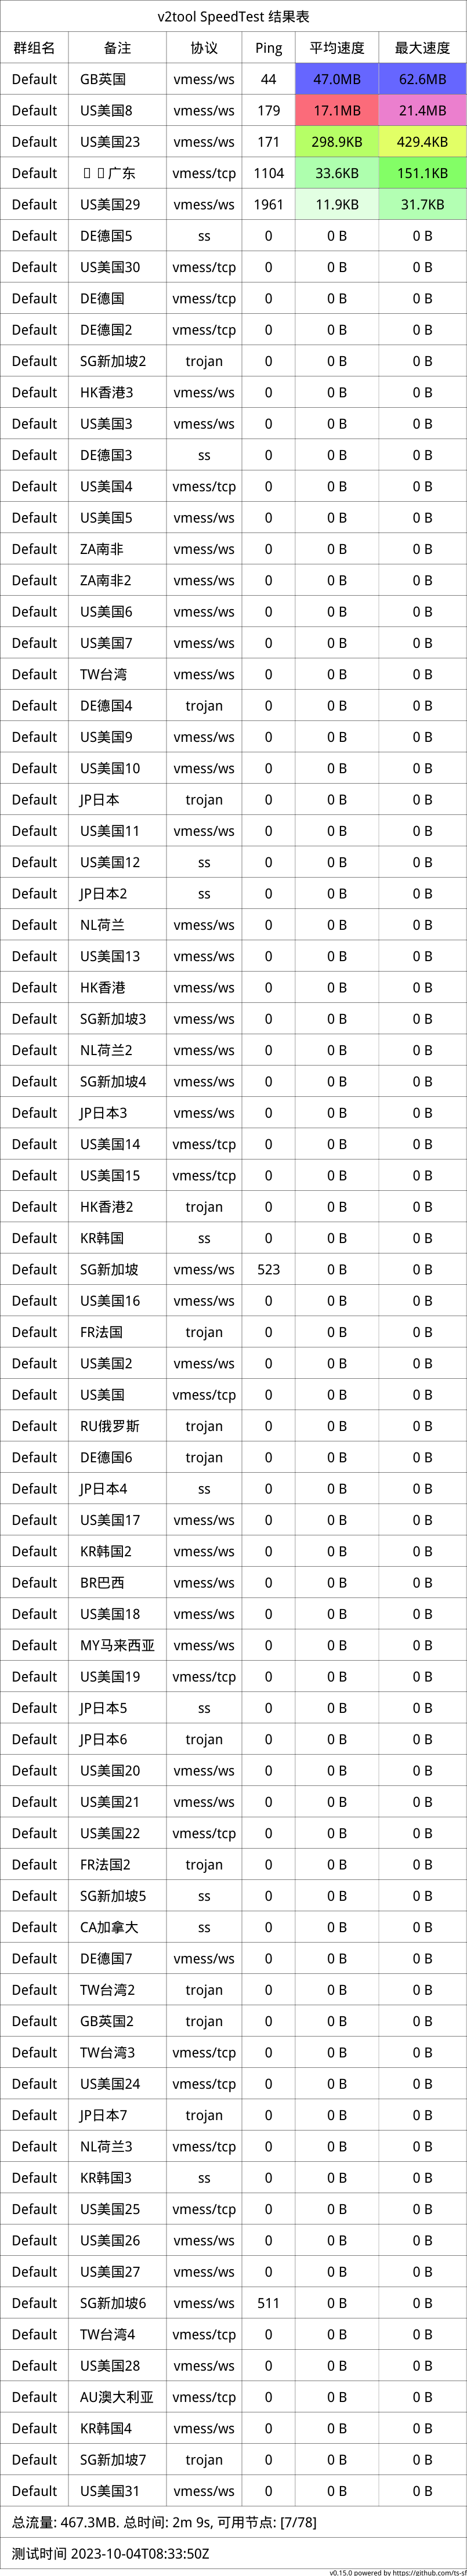 v2tool SpeedTest 结果表
群组名 备注 协议 Ping 平均速度 最大速度
Default GB英国 vmess/ws 44 47.0MB 62.6MB
Default US美国8 vmess/ws 179 17.1MB 21.4MB
Default US美国23 vmess/ws 171 298.9KB 429.4KB
Default 广东 vmess/tcp 1104 33.6KB 151.1KB
Default US美国29 vmess/ws 1961 11.9KB 31.7KB
Default DE德国5 ss 0 0 B 0 B
Default US美国30 vmess/tcp 0 0 B 0 B
Default DE德国 vmess/tcp 0 0 B 0 B
Default DE德国2 vmess/tcp 0 0 B 0 B
Default SG新加坡2 trojan 0 0 B 0 B
Default HK香港3 vmess/ws 0 0 B 0 B
Default US美国3 vmess/ws 0 0 B 0 B
Default DE德国3 ss 0 0 B 0 B
Default US美国4 vmess/tcp 0 0 B 0 B
Default US美国5 vmess/ws 0 0 B 0 B
Default ZA南非 vmess/ws 0 0 B 0 B
Default ZA南非2 vmess/ws 0 0 B 0 B
Default US美国6 vmess/ws 0 0 B 0 B
Default US美国7 vmess/ws 0 0 B 0 B
Default TW台湾 vmess/ws 0 0 B 0 B
Default DE德国4 trojan 0 0 B 0 B
Default US美国9 vmess/ws 0 0 B 0 B
Default US美国10 vmess/ws 0 0 B 0 B
Default JP日本 trojan 0 0 B 0 B
Default US美国11 vmess/ws 0 0 B 0 B
Default US美国12 ss 0 0 B 0 B
Default JP日本2 ss 0 0 B 0 B
Default NL荷兰 vmess/ws 0 0 B 0 B
Default US美国13 vmess/ws 0 0 B 0 B
Default HK香港 vmess/ws 0 0 B 0 B
Default SG新加坡3 vmess/ws 0 0 B 0 B
Default NL荷兰2 vmess/ws 0 0 B 0 B
Default SG新加坡4 vmess/ws 0 0 B 0 B
Default JP日本3 vmess/ws 0 0 B 0 B
Default US美国14 vmess/tcp 0 0 B 0 B
Default US美国15 vmess/tcp 0 0 B 0 B
Default HK香港2 trojan 0 0 B 0 B
Default KR韩国 ss 0 0 B 0 B
Default SG新加坡 vmess/ws 523 0 B 0 B
Default US美国16 vmess/ws 0 0 B 0 B
Default FR法国 trojan 0 0 B 0 B
Default US美国2 vmess/ws 0 0 B 0 B
Default US美国 vmess/tcp 0 0 B 0 B
Default RU俄罗斯 trojan 0 0 B 0 B
Default DE德国6 trojan 0 0 B 0 B
Default JP日本4 ss 0 0 B 0 B
Default US美国17 vmess/ws 0 0 B 0 B
Default KR韩国2 vmess/ws 0 0 B 0 B
Default BR巴西 vmess/ws 0 0 B 0 B
Default US美国18 vmess/ws 0 0 B 0 B
Default MY马来西亚 vmess/ws 0 0 B 0 B
Default US美国19 vmess/tcp 0 0 B 0 B
Default JP日本5 ss 0 0 B 0 B
Default JP日本6 trojan 0 0 B 0 B
Default US美国20 vmess/ws 0 0 B 0 B
Default US美国21 vmess/ws 0 0 B 0 B
Default US美国22 vmess/tcp 0 0 B 0 B
Default FR法国2 trojan 0 0 B 0 B
Default SG新加坡5 ss 0 0 B 0 B
Default CA加拿大 ss 0 0 B 0 B
Default DE德国7 vmess/ws 0 0 B 0 B
Default TW台湾2 trojan 0 0 B 0 B
Default GB英国2 trojan 0 0 B 0 B
Default TW台湾3 vmess/tcp 0 0 B 0 B
Default US美国24 vmess/tcp 0 0 B 0 B
Default JP日本7 trojan 0 0 B 0 B
Default NL荷兰3 vmess/tcp 0 0 B 0 B
Default KR韩国3 ss 0 0 B 0 B
Default US美国25 vmess/tcp 0 0 B 0 B
Default US美国26 vmess/ws 0 0 B 0 B
Default US美国27 vmess/ws 0 0 B 0 B
Default SG新加坡6 vmess/ws 511 0 B 0 B
Default TW台湾4 vmess/tcp 0 0 B 0 B
Default US美国28 vmess/ws 0 0 B 0 B
Default AU澳大利亚 vmess/tcp 0 0 B 0 B
Default KR韩国4 vmess/ws 0 0 B 0 B
Default SG新加坡7 trojan 0 0 B 0 B
Default US美国31 vmess/ws 0 0 B 0 B
总流量: 467.3MB. 总时间: 2m 9s, 可用节点: [7/78]
测试时间 2023-10-04T08:33:50Z
v0.15.0 powered by https://github.com/ts-sf